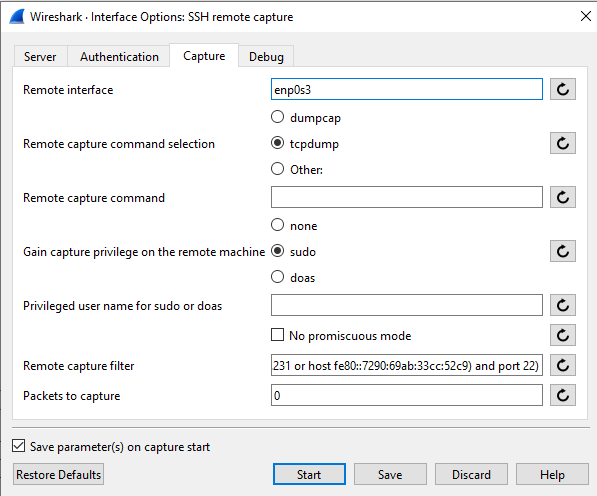 Wireshark · Interface Options: SSH remote capture
Server Authentication Capture Debug
Remote interface enp0s3
dumpcap
Remote capture command selection tcpdump
Other:
Remote capture command
none
Gain capture privilege on the remote machine sudo
doas
Privileged user name for sudo or doas
No promiscuous mode
Remote capture filter 231 or host fe80::7290:69ab:33cc:52c9) and port 22)
Packets to capture 0
Save parameter(s) on capture start
Restore Defaults Start Save Discard Help